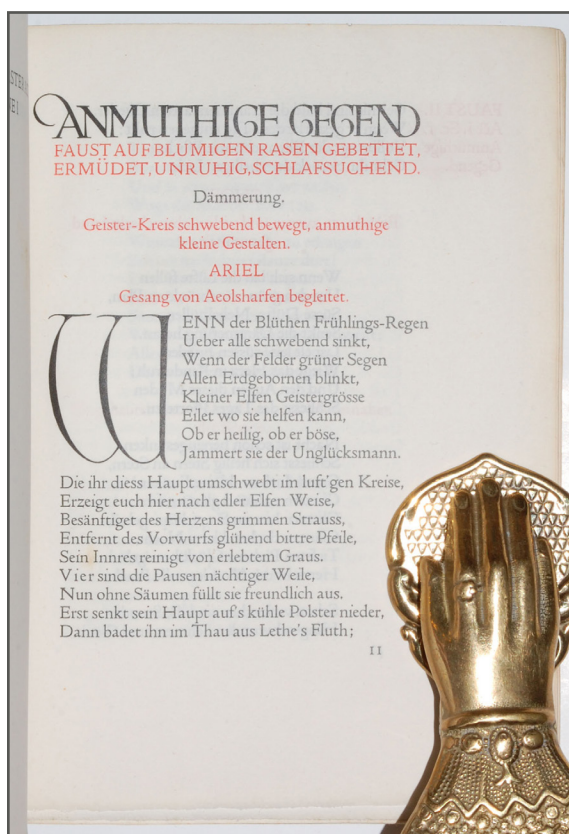 ANMUTHIGE GEGEND
FAUST AUF BLUMIGEN RASEN GEBETTET,
ERMÜDET, UNRUHIG, SCHLAFSUCHEND.
Dämmerung.
Geister-Kreis schwebend bewegt, anmuthige
kleine Gestalten.
ARIEL
Gesang von Aeolsharfen begleitet.
WENN der Blüthen Frühlings-Regen
Ueber alle schwebend sinkt,
Wenn der Felder grüner Segen
Allen Erdgebornen blinkt,
Kleiner Elfen Geistergrösse
Eilet wo sie helfen kann,
Ob er heilig, ob er böse,
Jammert sie der Unglücksmann.
Die ihr diess Haupt umschwebt im luft'gen Kreise,
Erzeigt euch hier nach edler Elfen Weise,
Besänftiget des Herzens grimmen Strauss,
Entfernt des Vorwurfs glühend bittre Pfeile,
Sein Innres reinigt von erlebtem Graus.
Vier sind die Pausen nächtiger Weile,
Nun ohne Säumen füllt sie freundlich aus.
Erst senkt sein Haupt auf's kühle Polster nieder,
Dann badet ihn im Thau aus Lethe's Fluth;
11